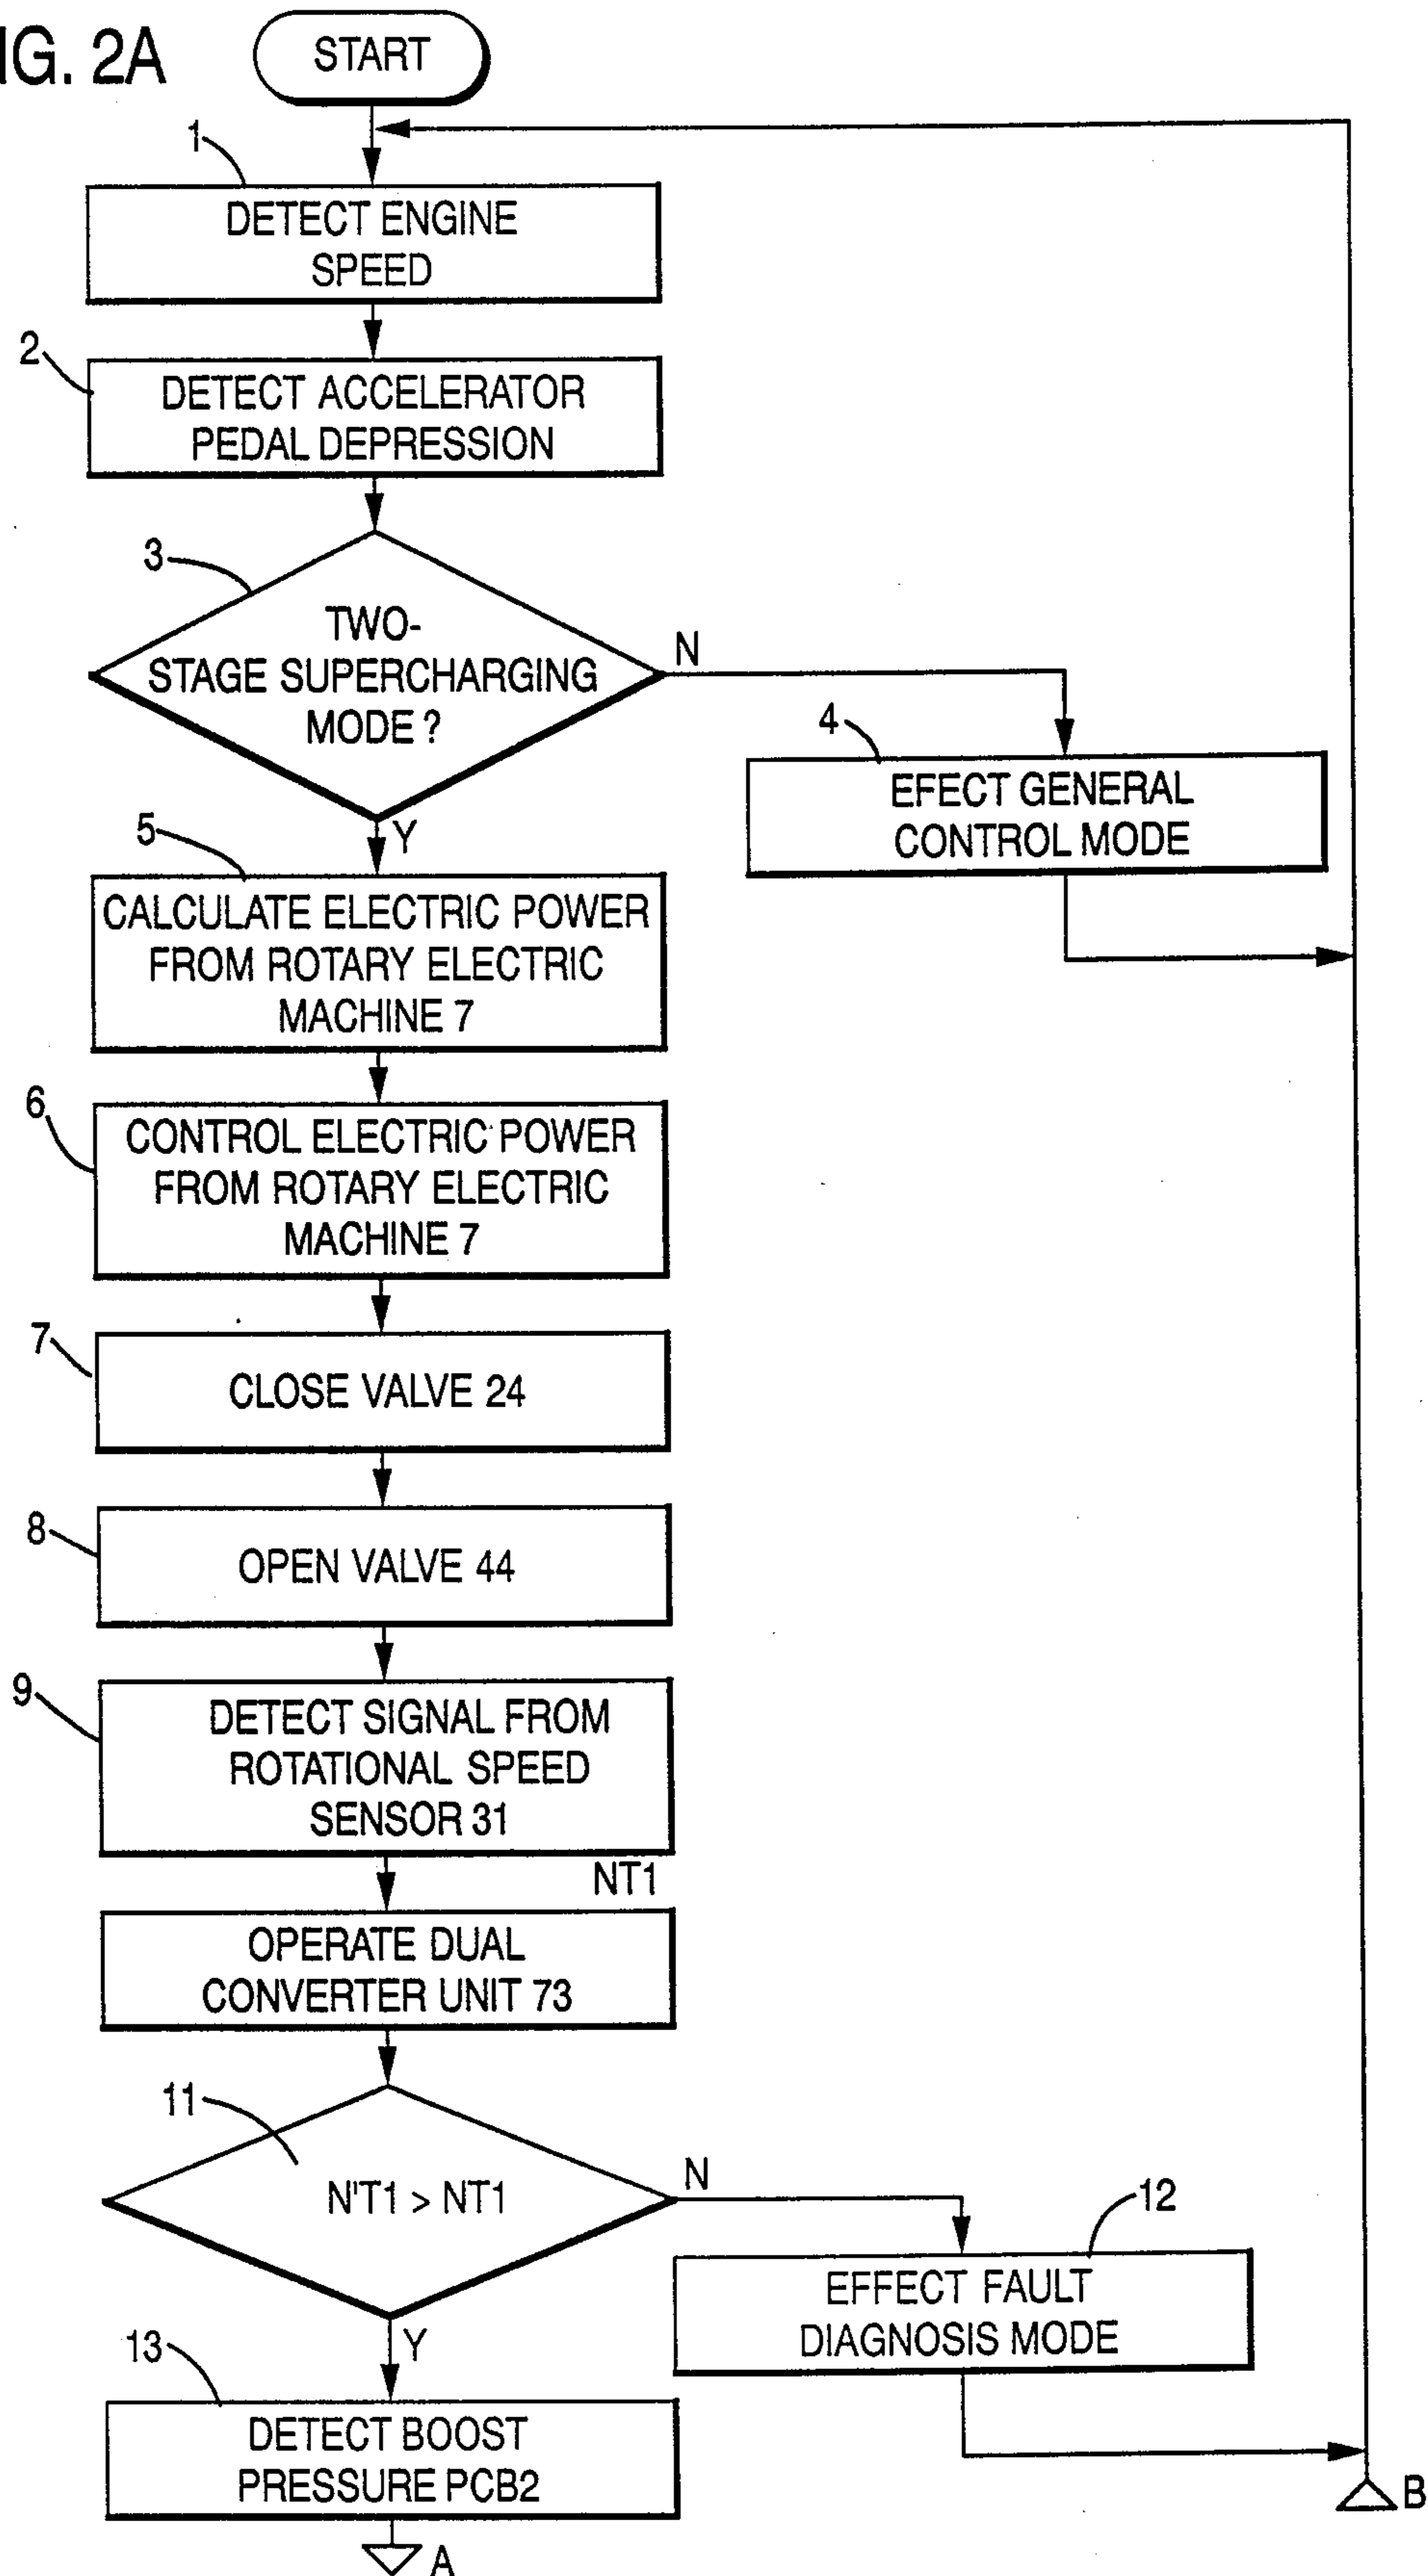 IG. 2A
START
1
DETECT ENGINE
SPEED
2
DETECT ACCELERATOR
PEDAL DEPRESSION
3
TWO-
STAGE SUPERCHARGING
MODE ?
N
Y
4
EFECT GENERAL
CONTROL MODE
5
CALCULATE ELECTRIC POWER
FROM ROTARY ELECTRIC
MACHINE 7
6
CONTROL ELECTRIC POWER
FROM ROTARY ELECTRIC
MACHINE 7
7
CLOSE VALVE 24
8
OPEN VALVE 44
9
DETECT SIGNAL FROM
ROTATIONAL SPEED
SENSOR 31
NT1
OPERATE DUAL
CONVERTER UNIT 73
11
N'T1 > NT1
N
Y
12
EFFECT FAULT
DIAGNOSIS MODE
13
DETECT BOOST
PRESSURE PCB2
A
B